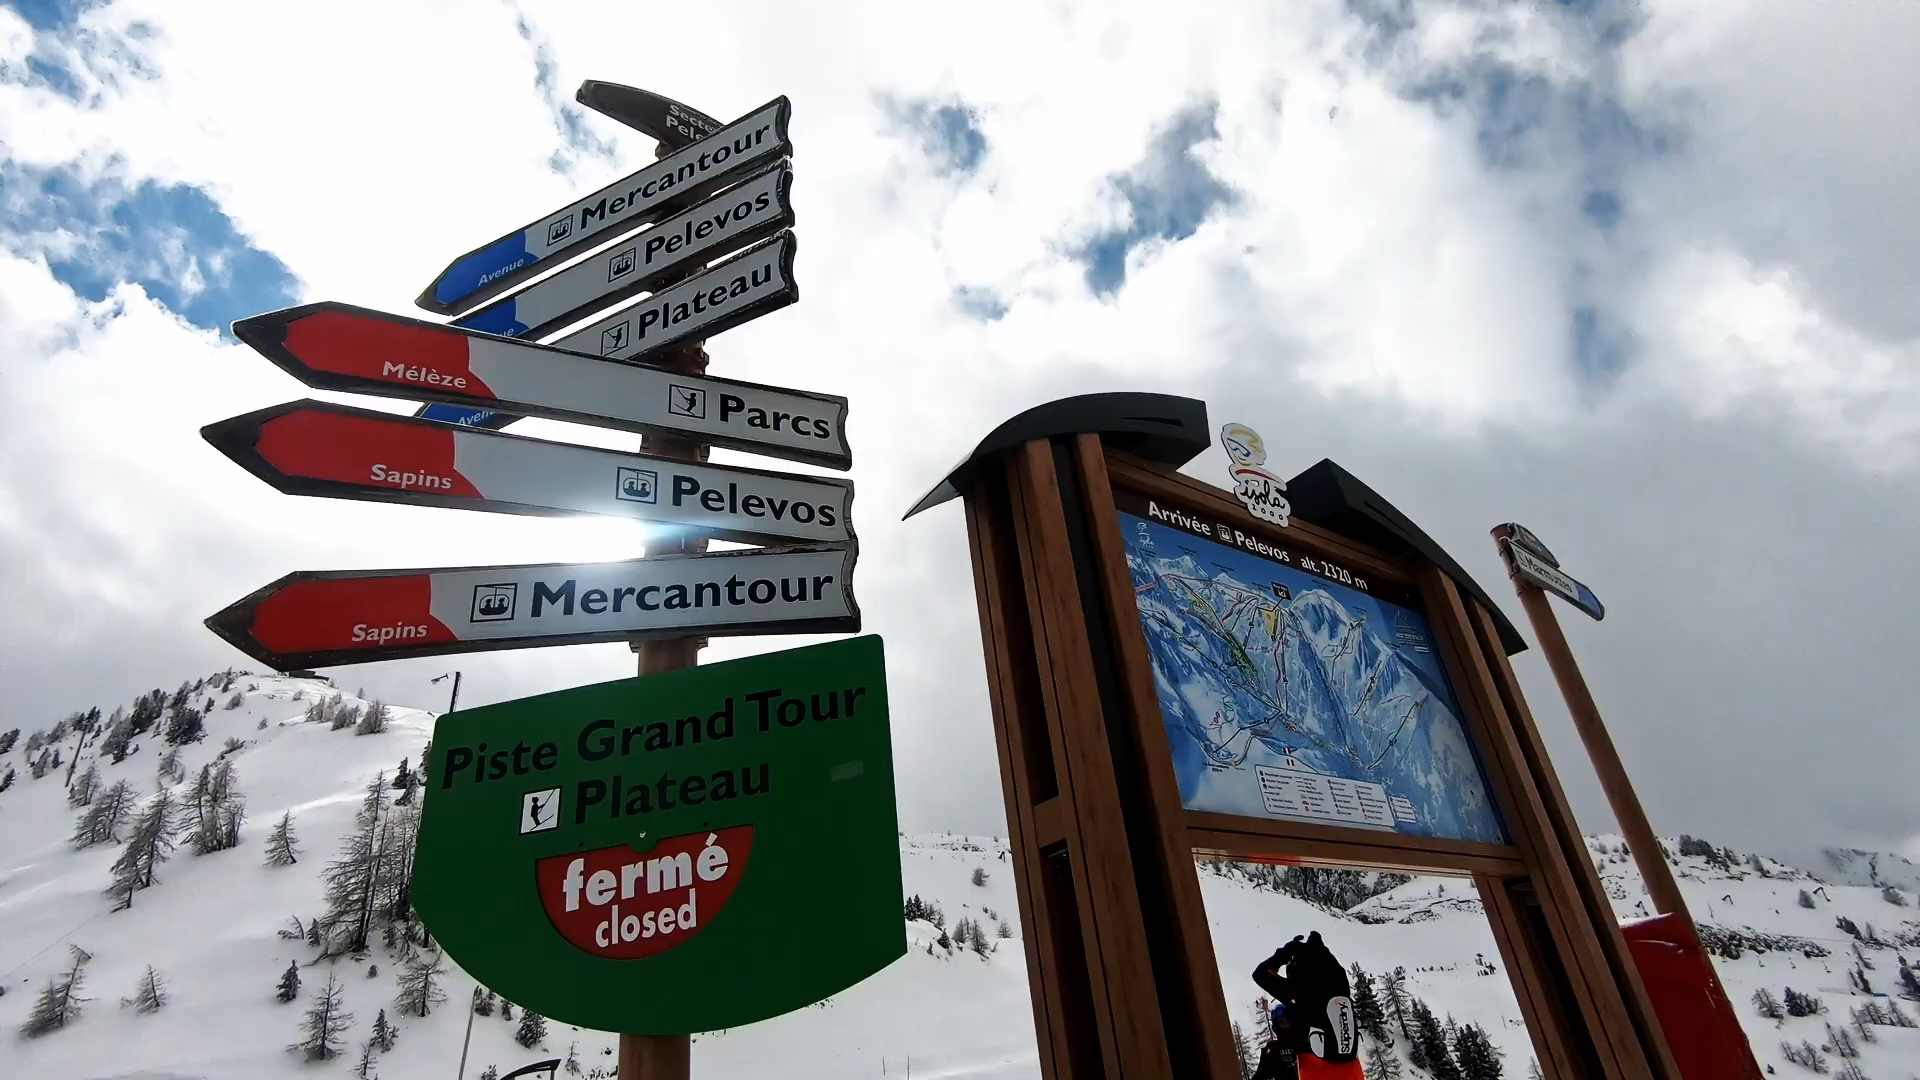 Mercantour
Avenue
Pelevos
Plateau
Mélèze
Parcs
Sapins
Pelevos
Sapins
Mercantour
Piste Grand Tour
Plateau
fermé
closed
isola
2000
Arrivée Pelevos alt. 2320 m
Superdry